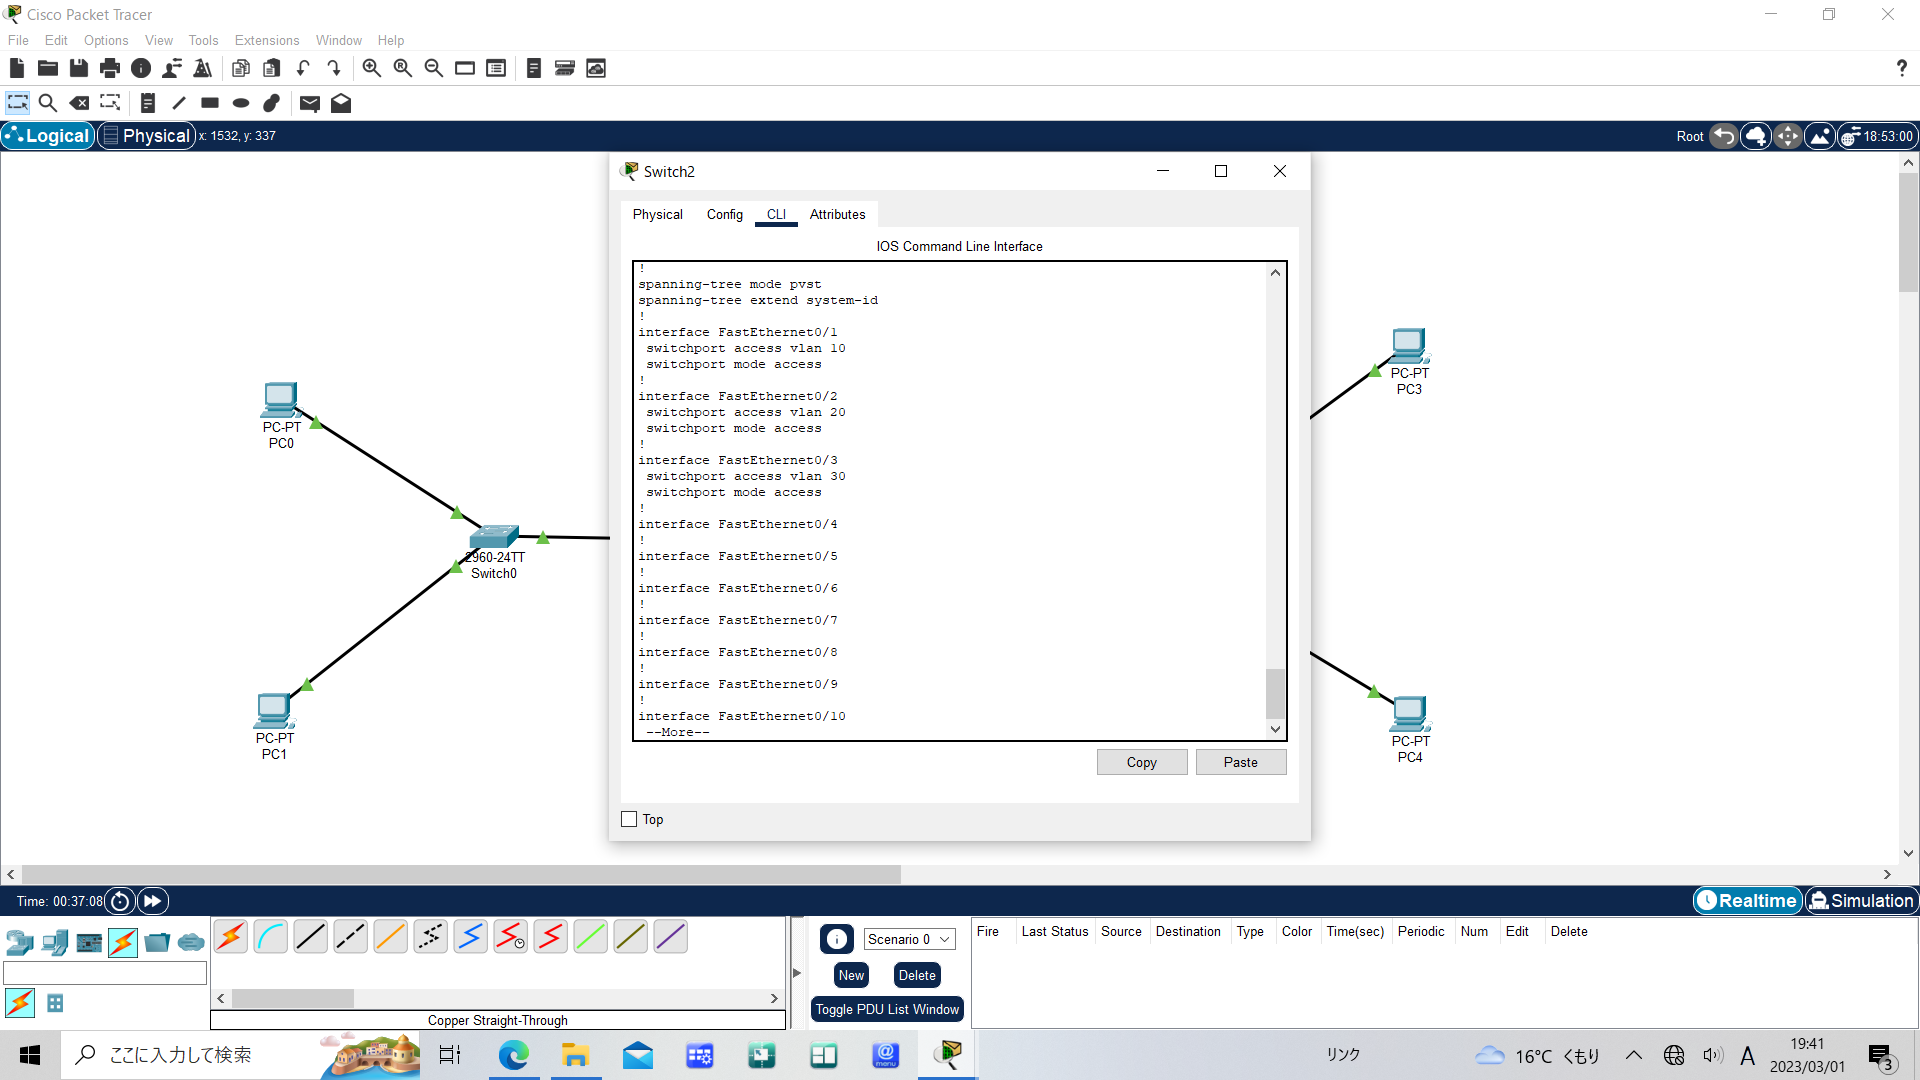 Cisco Packet Tracer
File Edit Options View Tools Extensions Window Help
Logical Physical x: 1532, y: 337
Root 18:53:00
Switch2
Physical Config CLI Attributes
IOS Command Line Interface
!
spanning-tree mode pvst
spanning-tree extend system-id
!
interface FastEthernet0/1
switchport access vlan 10
switchport mode access
!
interface FastEthernet0/2
switchport access vlan 20
switchport mode access
!
interface FastEthernet0/3
switchport access vlan 30
switchport mode access
!
interface FastEthernet0/4
!
interface FastEthernet0/5
!
interface FastEthernet0/6
!
interface FastEthernet0/7
!
interface FastEthernet0/8
!
interface FastEthernet0/9
!
interface FastEthernet0/10
--More--
Copy Paste
Top
PC-PT
PC0
2960-24TT
Switch0
PC-PT
PC1
PC-PT
PC3
PC-PT
PC4
Time: 00:37:08
Realtime Simulation
Scenario 0
New Delete
Toggle PDU List Window
Fire Last Status Source Destination Type Color Time(sec) Periodic Num Edit Delete
Copper Straight-Through
ここに入力して検索
@
menu
リンク
16°C くもり
A
19:41
2023/03/01
3